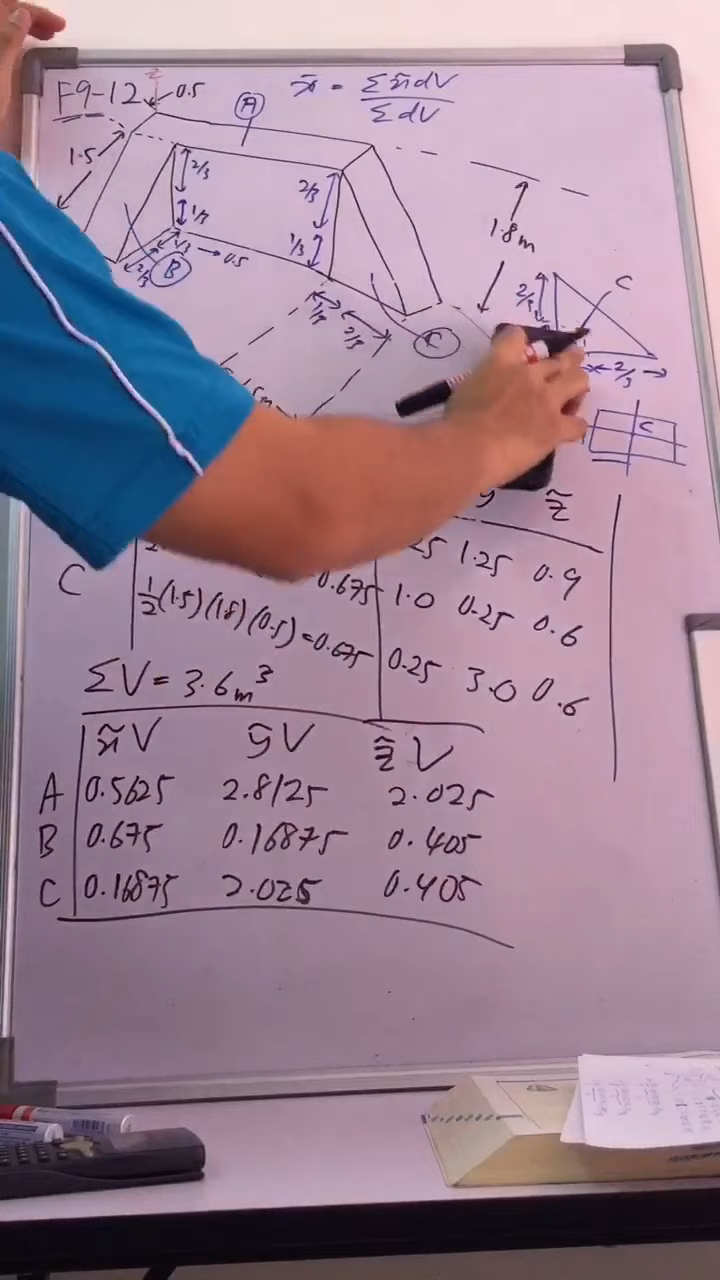 F9-12
0.5
A
x̄ = Σx̃dV / ΣdV
1.5
2/3
2/3
1/3
1/3
1.8m
B
2/3
1/3
→0.5
2/3
C
1/3
2/3
C
2/3
C
z̃
1.25
0.9
C
0.675
1.0
0.25
0.6
½(1.5)(1.8)(0.5)=0.675
0.25
3.0
0.6
ΣV = 3.6m³
x̃V ỹV z̃V
A 0.5625 2.8125 2.025
B 0.675 0.16875 0.405
C 0.16875 2.025 0.405